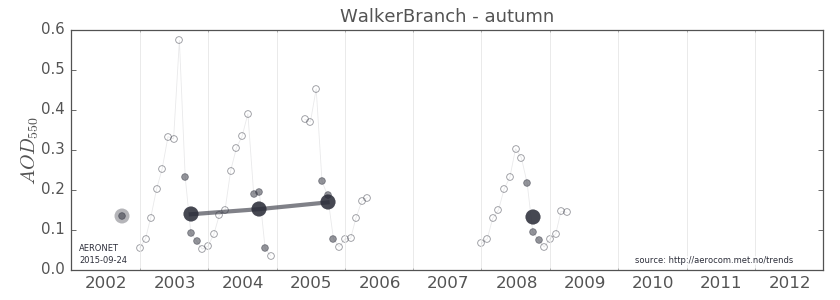 WalkerBranch - autumn
0.6
0.5
0.4
0.3
0.2
0.1
0.0
AOD550
AERONET
2015-09-24
source: http://aerocom.met.no/trends
2002 2003 2004 2005 2006 2007 2008 2009 2010 2011 2012